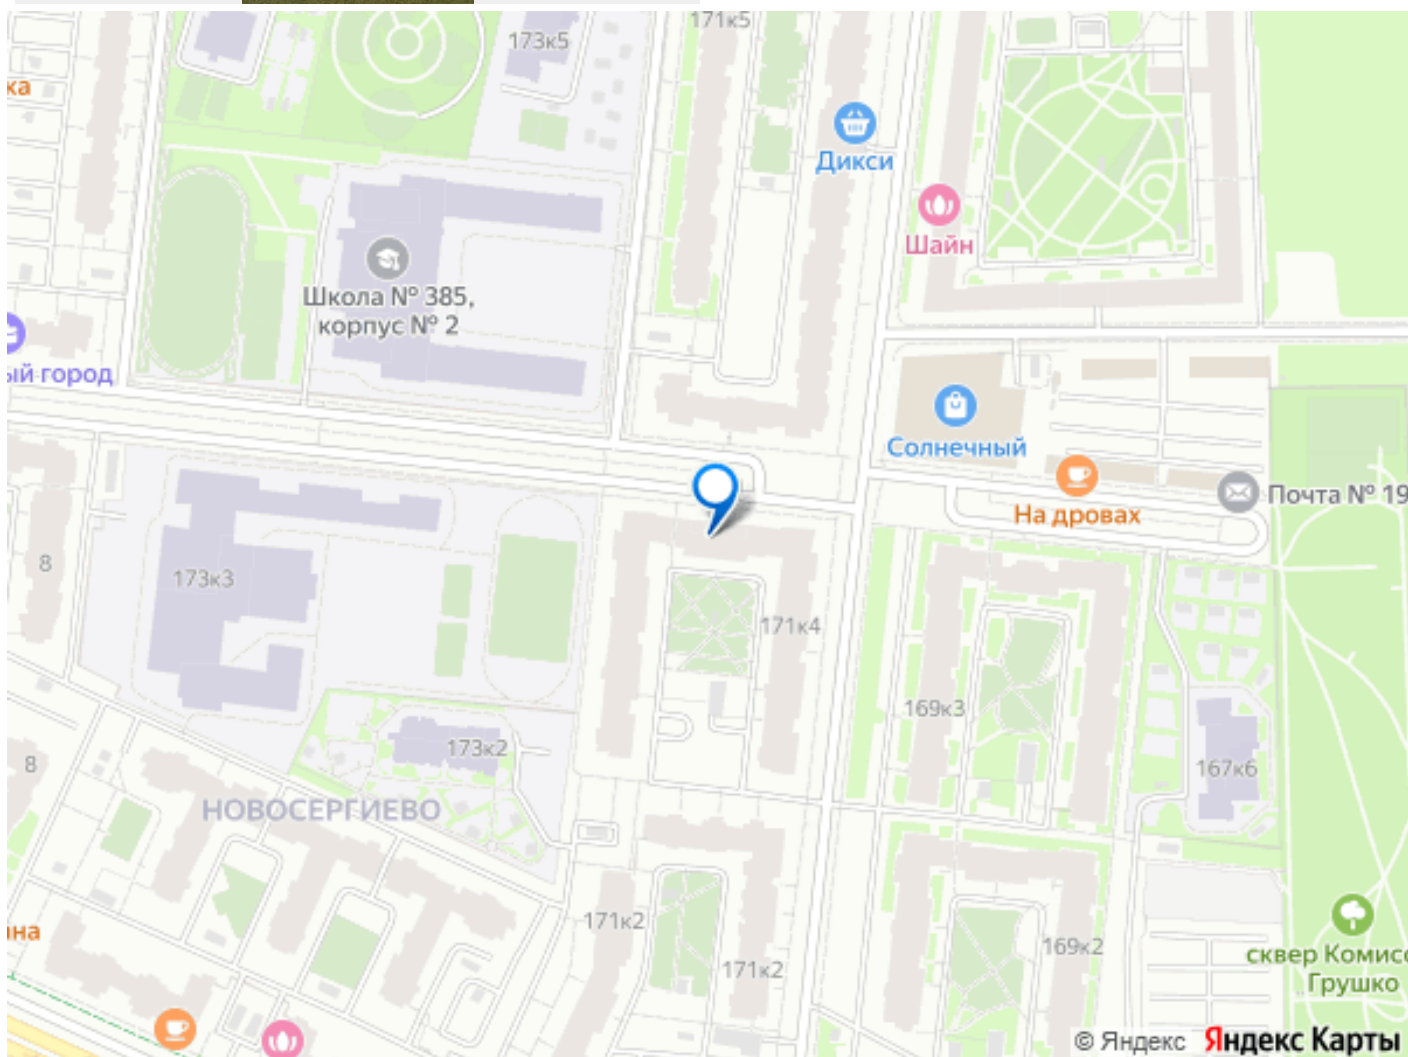 171к5
173к5
ка
Дикси
Шайн
Школа № 385,
корпус № 2
ый город
Солнечный
На дровах
Почта № 19
8
173к3
171к4
169к3
173к2
8
167к6
НОВОСЕРГИЕВО
171к2
на
169к2
171к2
сквер Комисс
Грушко
© Яндекс Яндекс Карты